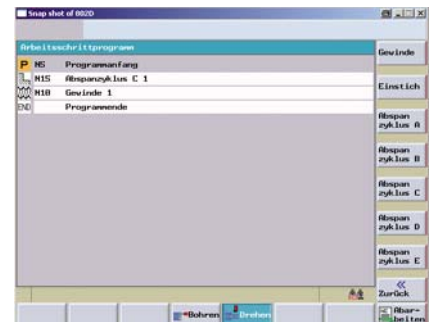 Snap shot of 802D
Arbeitsschrittprogramm
P N5 Programmanfang
N15 Abspanzyklus C 1
N10 Gewinde 1
END Programmende
Gewinde
Einstich
Abspan
zyklus A
Abspan
zyklus B
Abspan
zyklus C
Abspan
zyklus D
Abspan
zyklus E
«
Zurück
Bohren
Drehen
Abar-
beiten